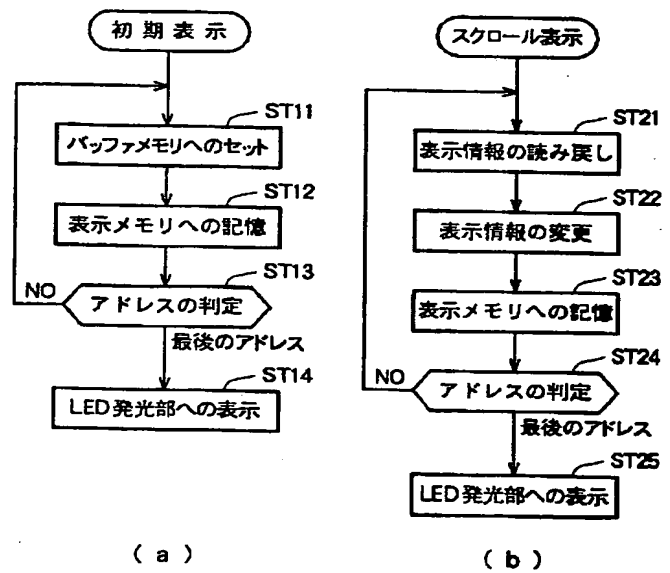 初期表示
ST11
バッファメモリへのセット
ST12
表示メモリへの記憶
ST13
NO
アドレスの判定
最後のアドレス
ST14
LED発光部への表示
(a)
スクロール表示
ST21
表示情報の読み戻し
ST22
表示情報の変更
ST23
表示メモリへの記憶
ST24
NO
アドレスの判定
最後のアドレス
ST25
LED発光部への表示
(b)